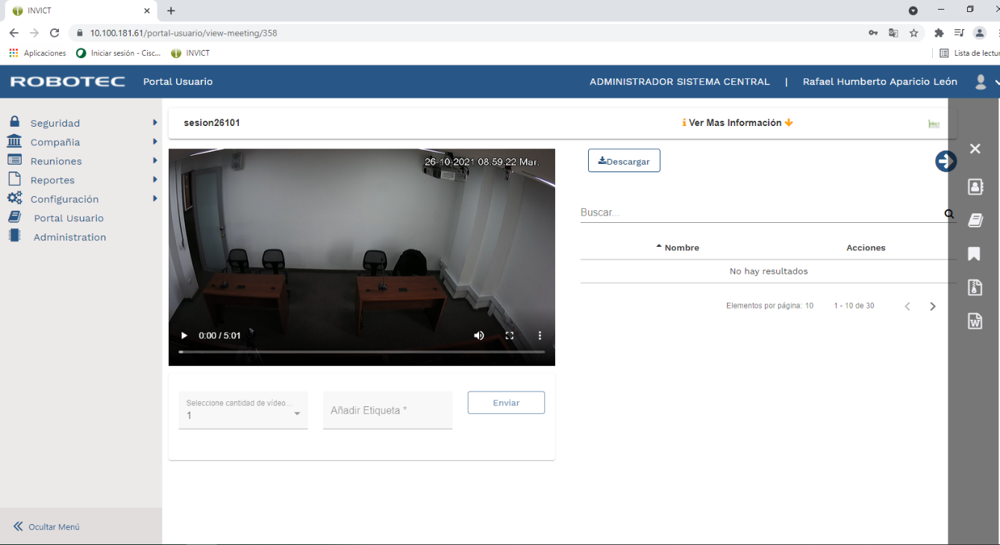 INVICT
10.100.181.61/portal-usuario/view-meeting/358
Aplicaciones
Iniciar sesión - Cisc...
INVICT
Lista de lectur
ROBOTEC
Portal Usuario
ADMINISTRADOR SISTEMA CENTRAL | Rafael Humberto Aparicio León
Seguridad
Compañia
Reuniones
Reportes
Configuración
Portal Usuario
Administration
Ocultar Menú
sesion26101
Ver Mas Información
26-10-2021 08:59:22 Mar.
0:00 / 5:01
Seleccione cantidad de vídeo...
1
Añadir Etiqueta *
Enviar
Descargar
Buscar...
Nombre
Acciones
No hay resultados
Elementos por página: 10
1 - 10 de 30